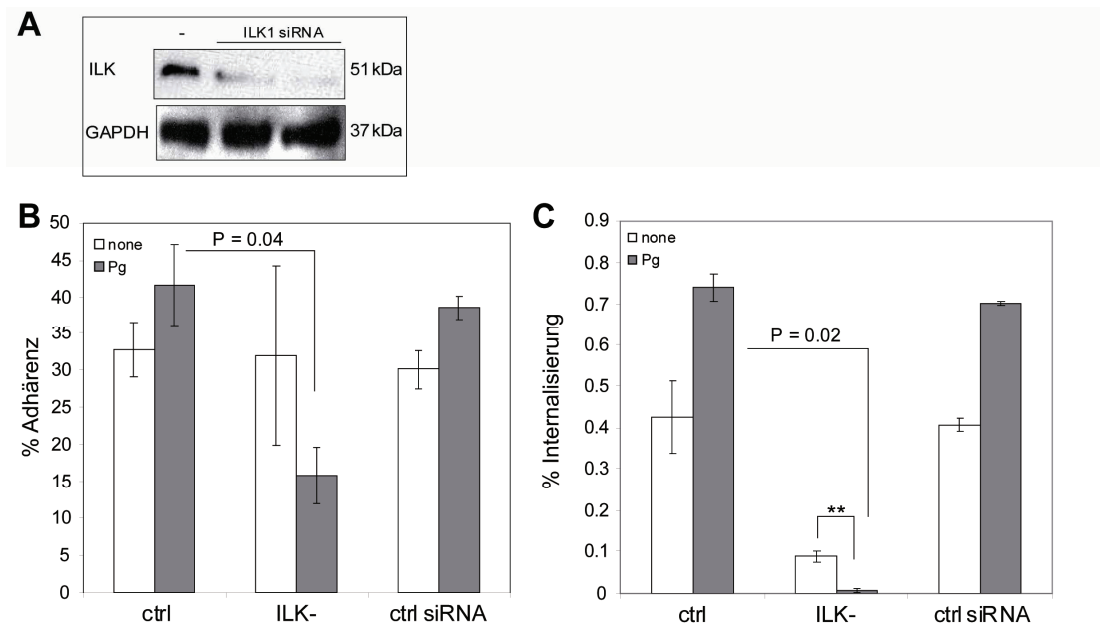 A
- ILK1 siRNA
ILK 51 kDa
GAPDH 37 kDa
B
50
45
40
35
30
25
20
15
10
5
0
% Adhärenz
none
Pg
P = 0.04
ctrl ILK- ctrl siRNA
C
0.9
0.8
0.7
0.6
0.5
0.4
0.3
0.2
0.1
0
% Internalisierung
none
Pg
P = 0.02
**
ctrl ILK- ctrl siRNA